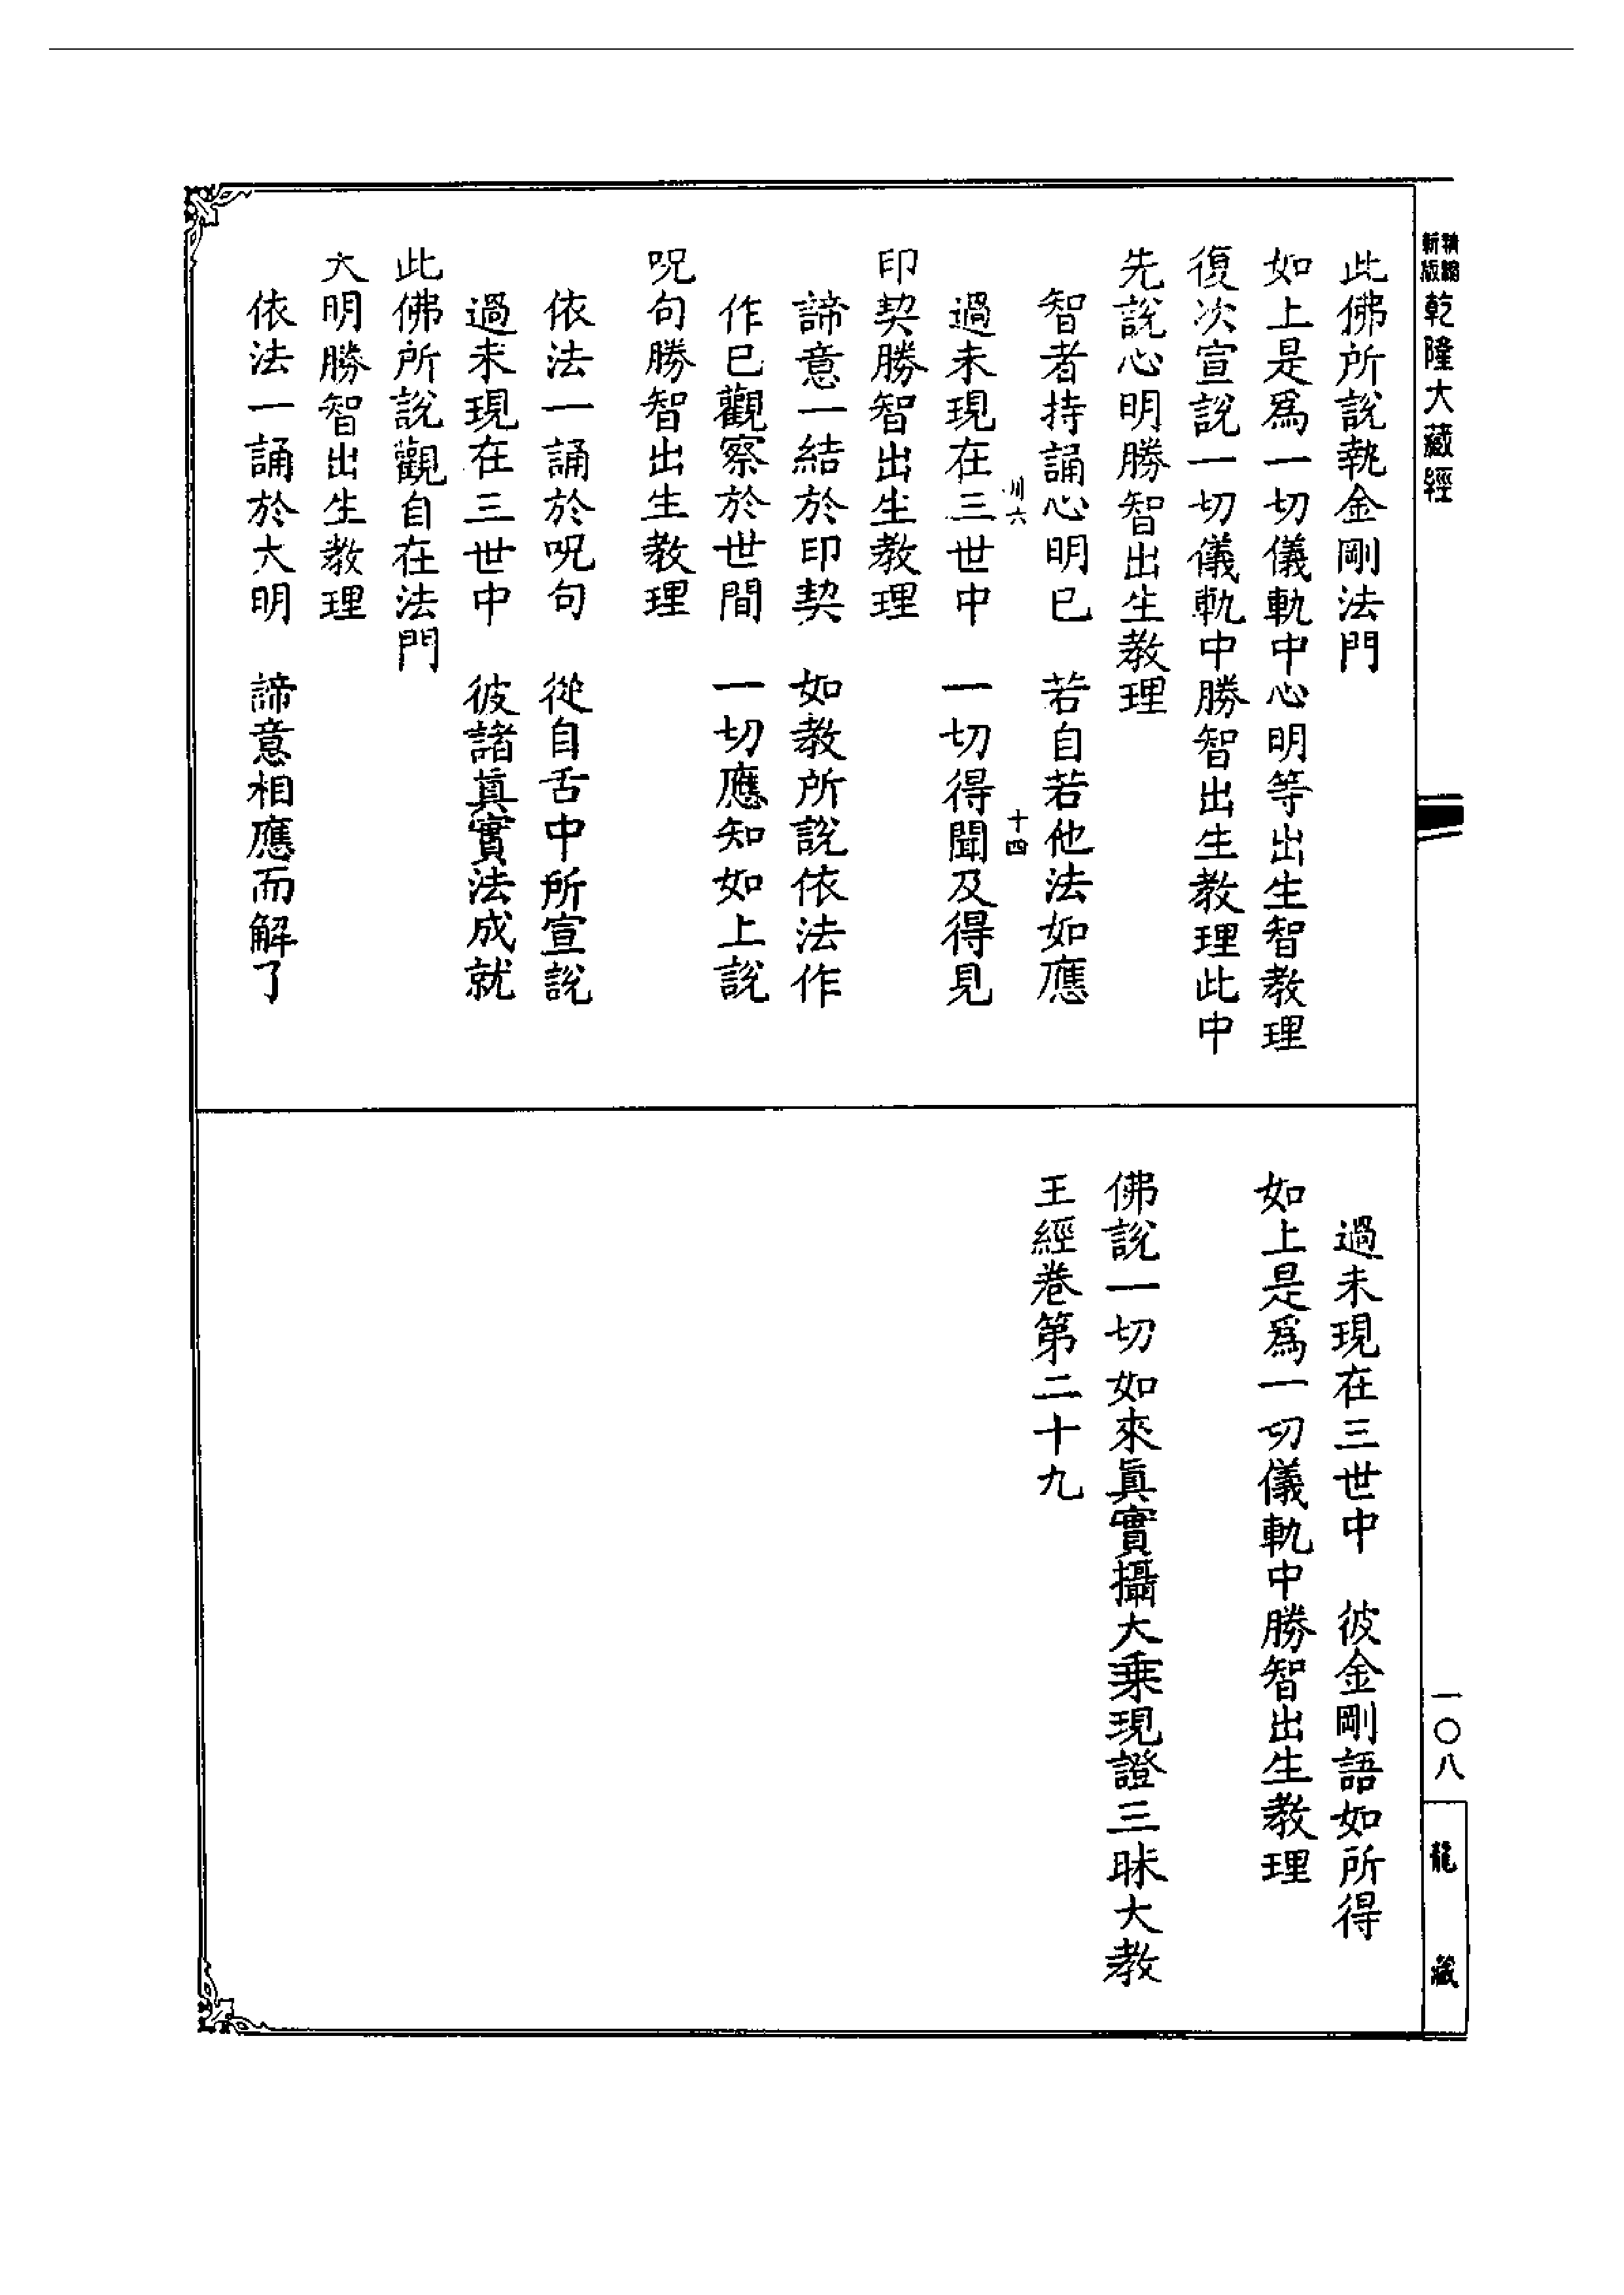 精縮新版乾隆大藏經
此佛所說執金剛法門
如上是爲一切儀軌中心明等出生智教理
復次宣說一切儀軌中勝智出生教理此中
先說心明勝智出生教理
智者持誦心明已　若自若他法如應
川六　十四
過未現在三世中　一切得聞及得見
印契勝智出生教理
諦意一結於印契　如教所說依法作
作已觀察於世間　一切應知如上說
呪句勝智出生教理
依法一誦於呪句　從自舌中所宣說
過未現在三世中　彼諸眞實法成就
此佛所說觀自在法門
大明勝智出生教理
依法一誦於大明　諦意相應而解了
過未現在三世中　彼金剛語如所得
如上是爲一切儀軌中勝智出生教理
佛說一切如來眞實攝大乘現證三昧大教
王經卷第二十九
一〇八
龍藏